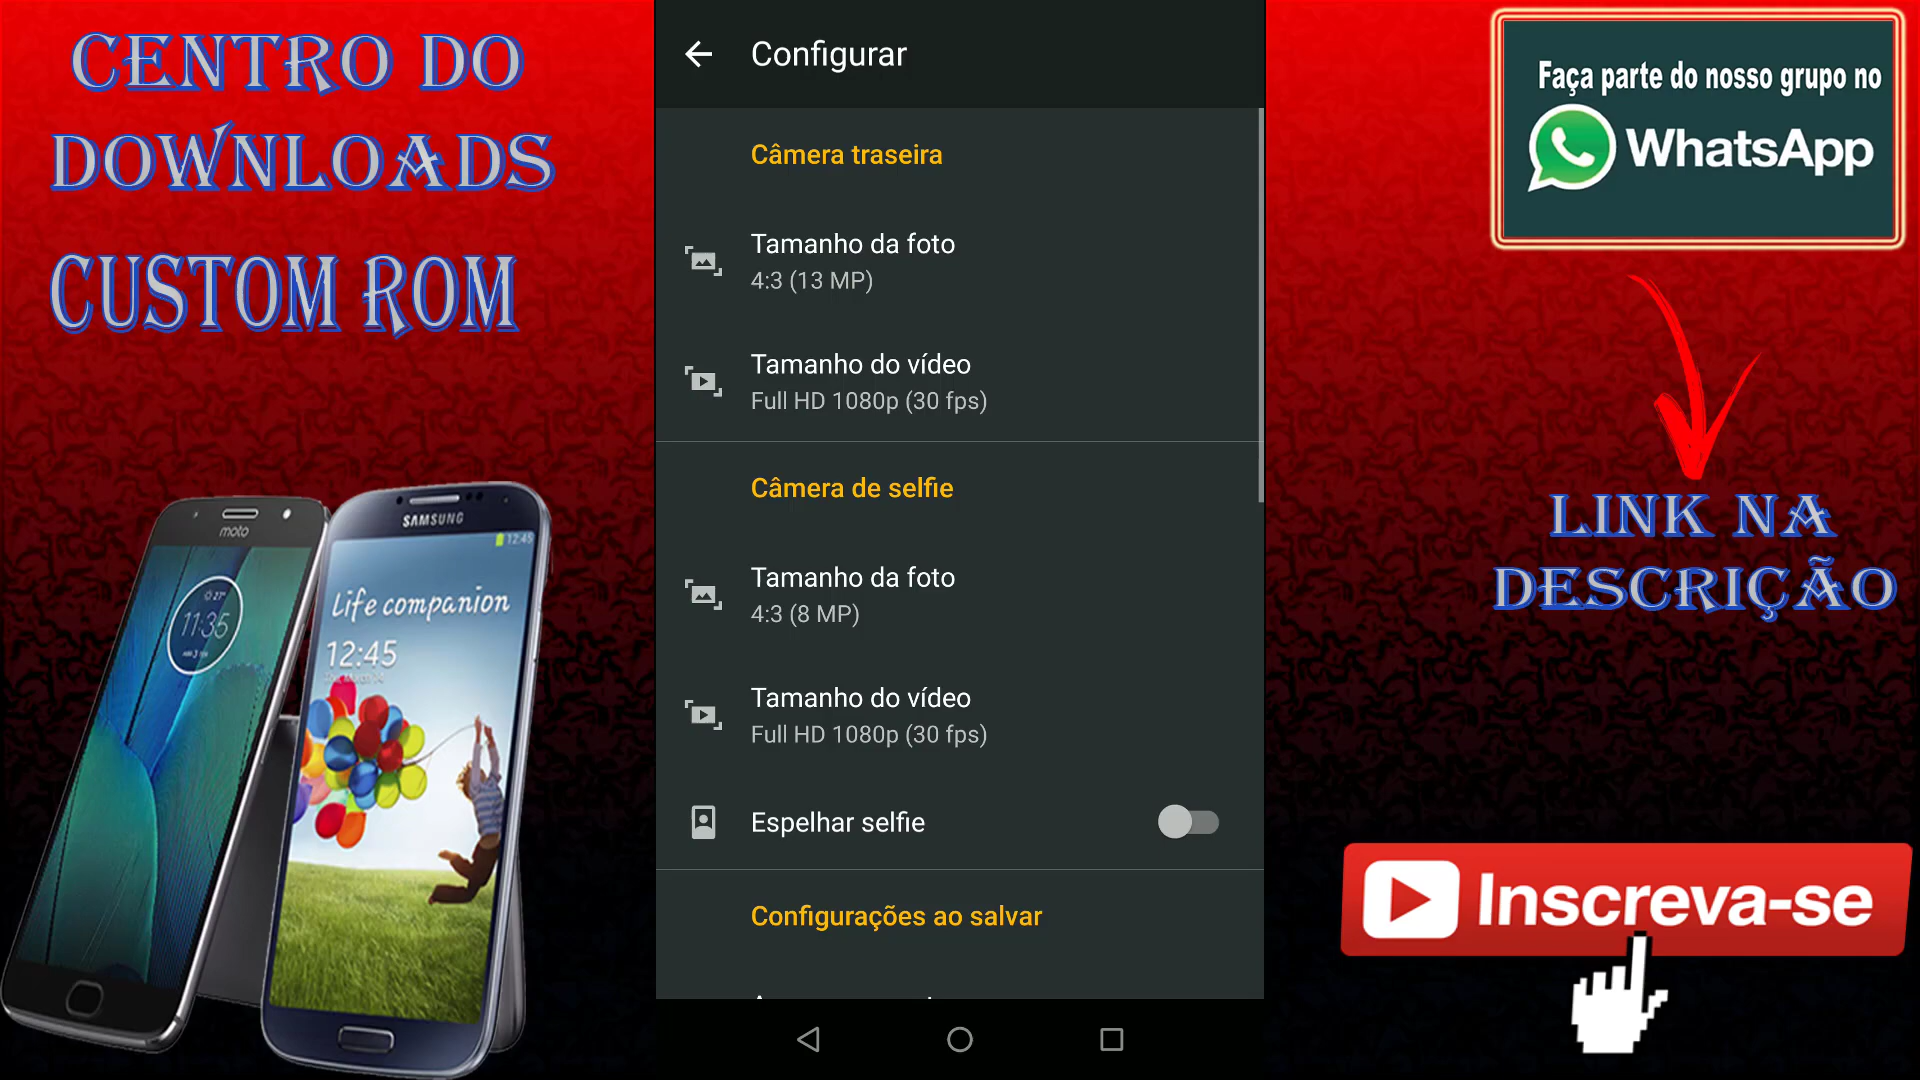 CENTRO DO
DOWNLOADS
CUSTOM ROM
moto
11:35
SAMSUNG
12:45
Life companion
12:45
Configurar
Câmera traseira
Tamanho da foto
4:3 (13 MP)
Tamanho do vídeo
Full HD 1080p (30 fps)
Câmera de selfie
Tamanho da foto
4:3 (8 MP)
Tamanho do vídeo
Full HD 1080p (30 fps)
Espelhar selfie
Configurações ao salvar
Faça parte do nosso grupo no
WhatsApp
LINK NA
DESCRIÇÃO
Inscreva-se